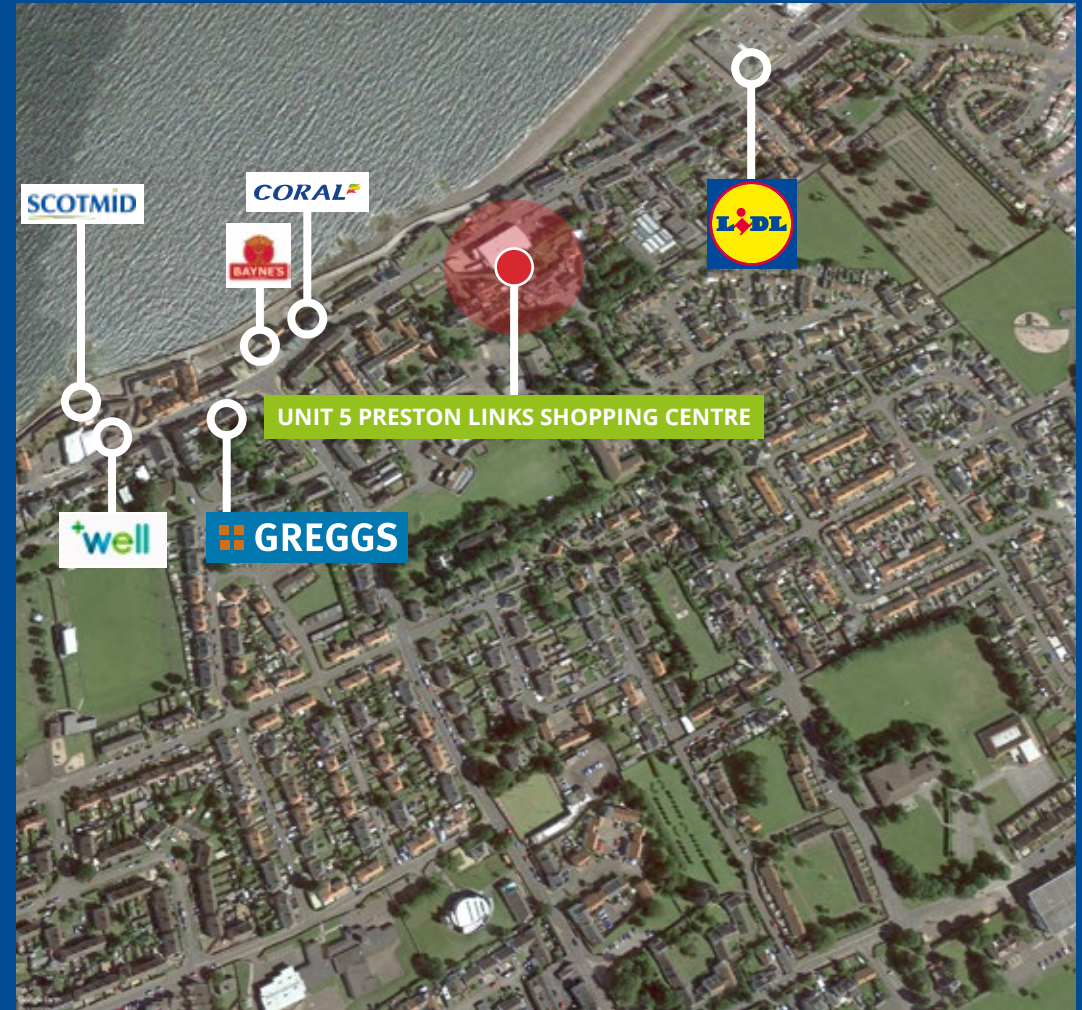 SCOTMID
CORAL
BAYNE'S
LIDL
UNIT 5 PRESTON LINKS SHOPPING CENTRE
+well
GREGGS